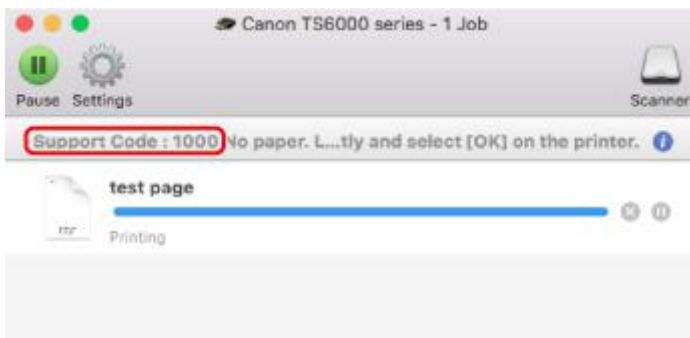 Canon TS6000 series - 1 Job
Pause Settings Scanner
Support Code : 1000 No paper. L...tly and select [OK] on the printer.
test page
Printing